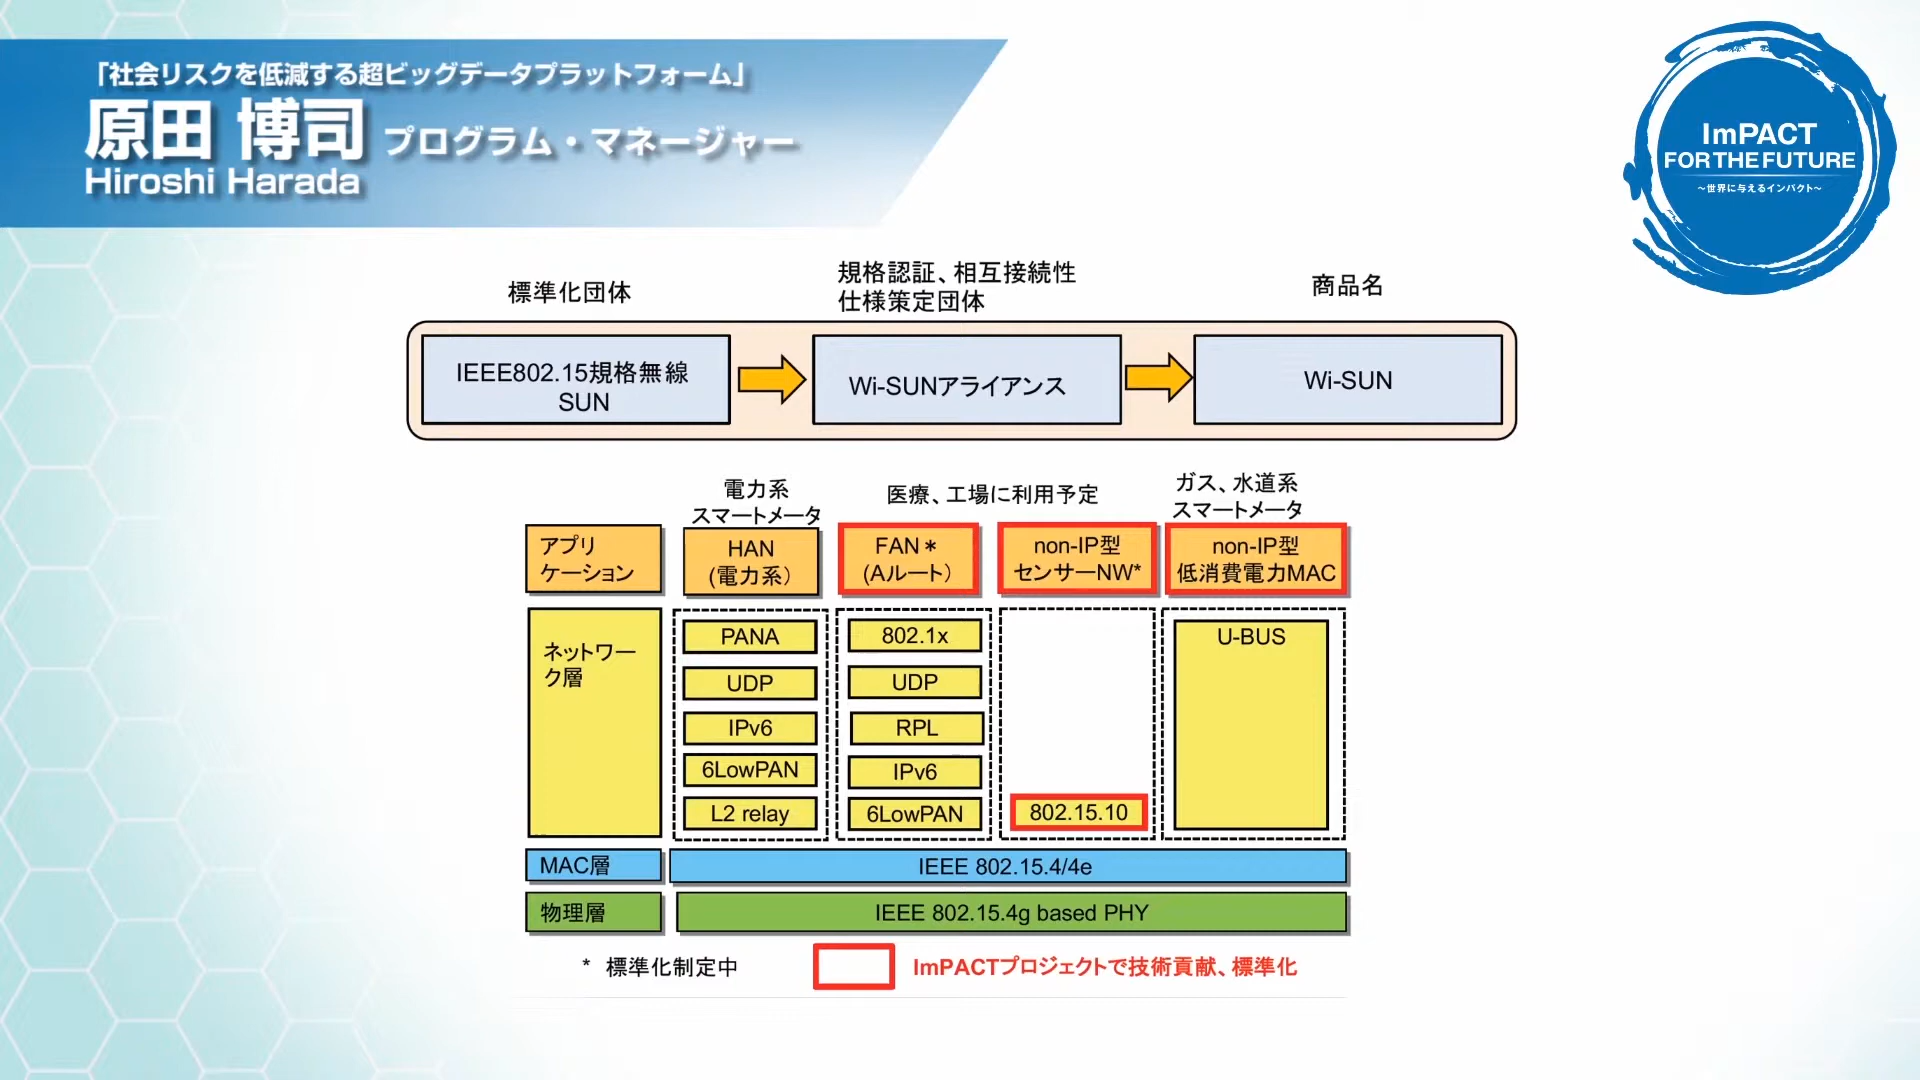 「社会リスクを低減する超ビッグデータプラットフォーム」
原田 博司 プログラム・マネージャー
Hiroshi Harada
ImPACT
FOR THE FUTURE
～世界に与えるインパクト～
標準化団体
規格認証、相互接続性
仕様策定団体
商品名
IEEE802.15規格無線
SUN
Wi-SUNアライアンス
Wi-SUN
電力系
スマートメータ
医療、工場に利用予定
ガス、水道系
スマートメータ
アプリ
ケーション
HAN
(電力系）
FAN＊
(Aルート）
non-IP型
センサーNW*
non-IP型
低消費電力MAC
ネットワー
ク層
PANA
UDP
IPv6
6LowPAN
L2 relay
802.1x
UDP
RPL
IPv6
6LowPAN
802.15.10
U-BUS
MAC層
IEEE 802.15.4/4e
物理層
IEEE 802.15.4g based PHY
* 標準化制定中
ImPACTプロジェクトで技術貢献、標準化